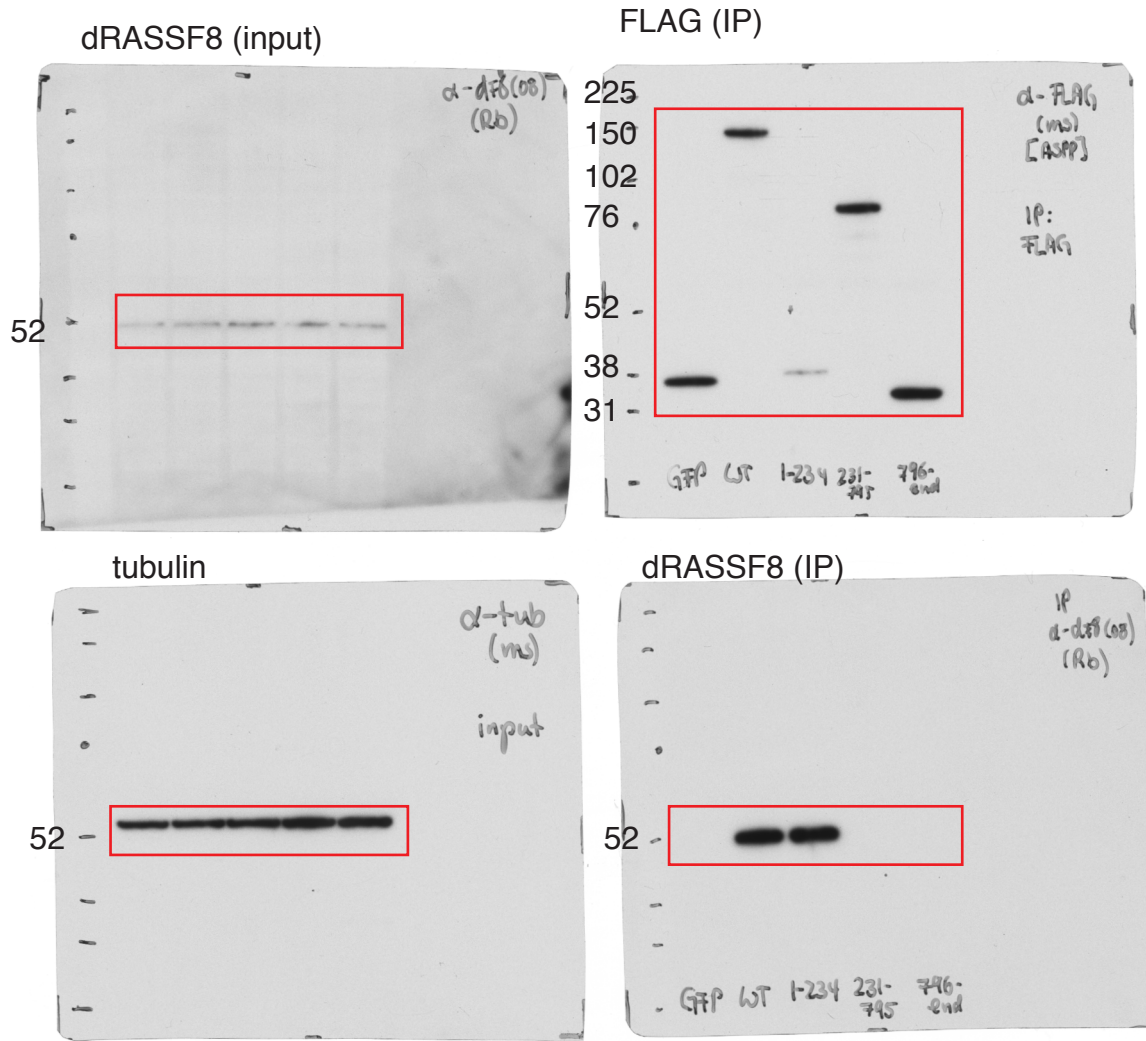 dRASSF8 (input)
α-dF8(08)
(Rb)
52
FLAG (IP)
225
150
102
76
52
38
31
α-FLAG
(ms)
[ASPP]
IP:
FLAG
GFP WT 1-234 231-795 796-end
tubulin
α-tub
(ms)
input
52
dRASSF8 (IP)
IP
α-dF8(08)
(Rb)
52
GFP WT 1-234 231-795 796-end